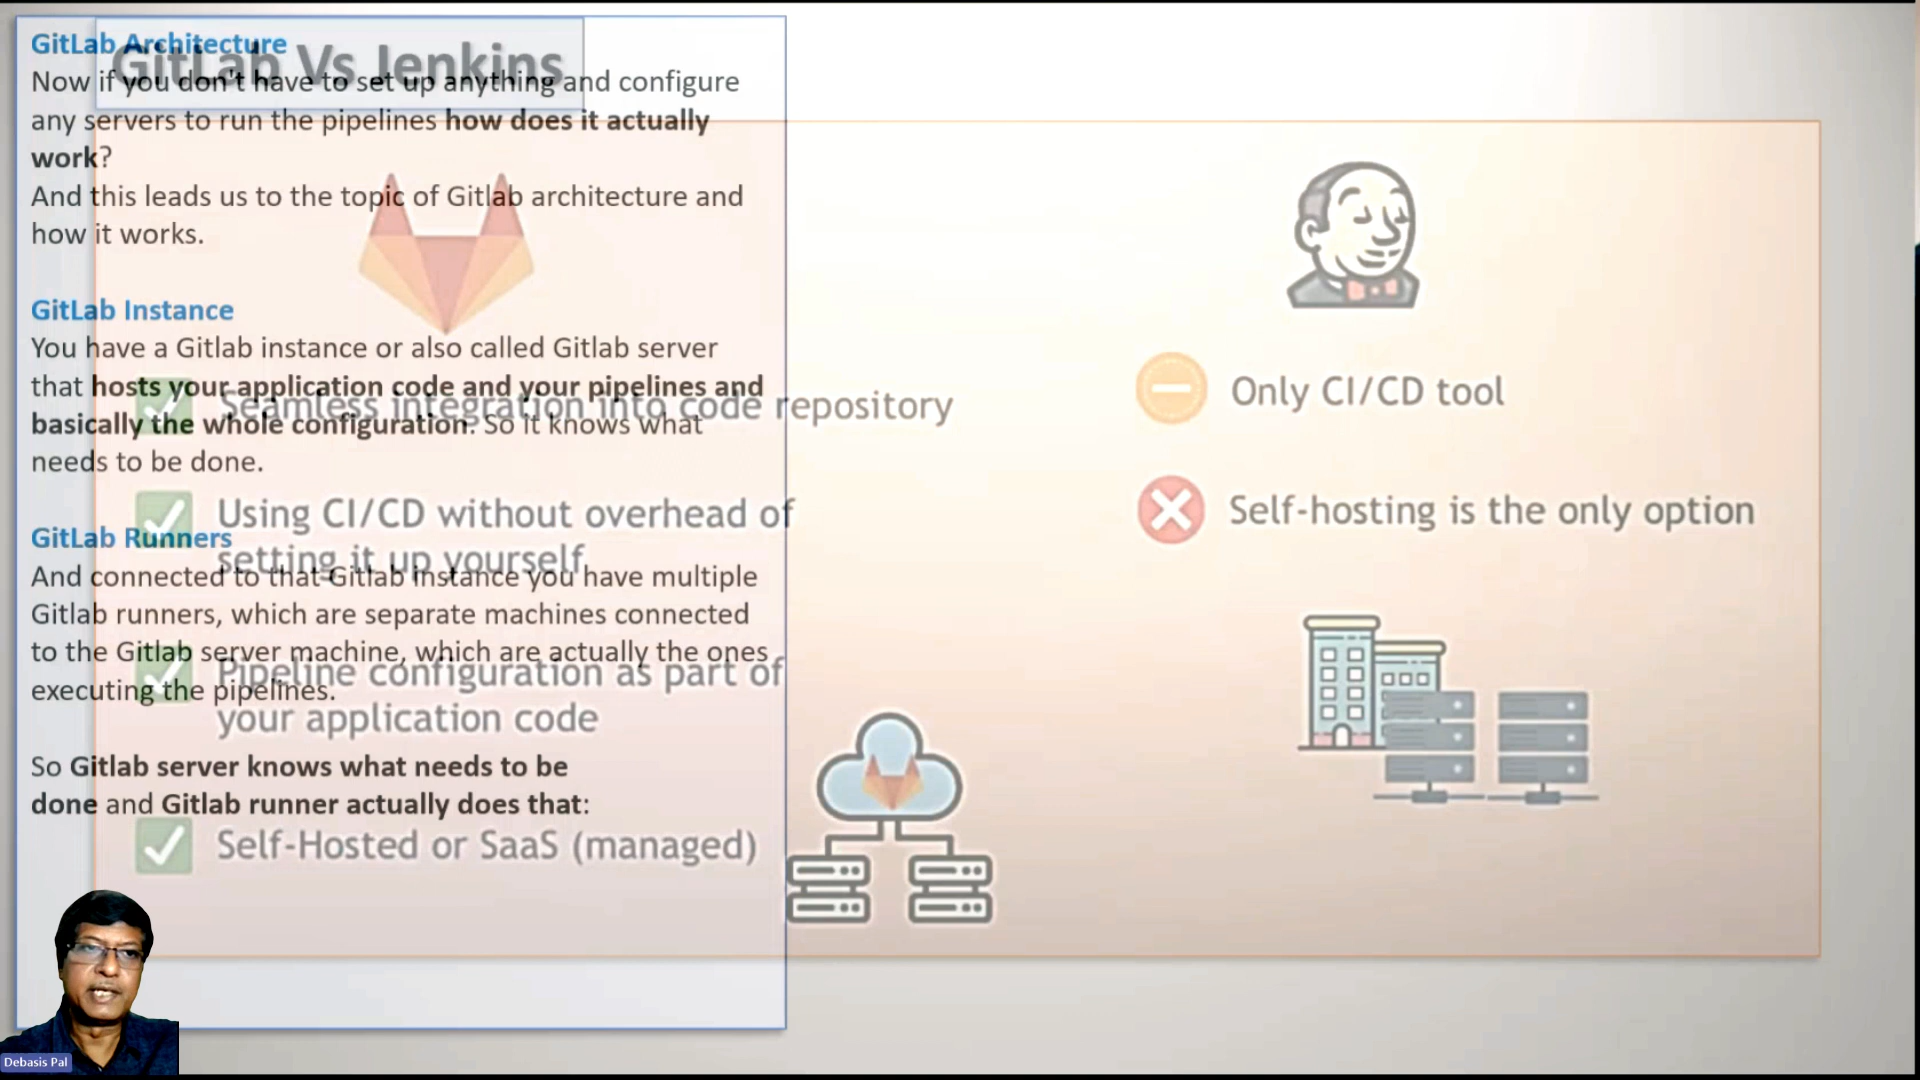 GitLab Architecture
Now if you don't have to set up anything and configure
any servers to run the pipelines how does it actually
work?
And this leads us to the topic of Gitlab architecture and
how it works.
GitLab Instance
You have a Gitlab instance or also called Gitlab server
that hosts your application code and your pipelines and
basically the whole configuration. So it knows what
needs to be done.
GitLab Runners
And connected to that Gitlab instance you have multiple
Gitlab runners, which are separate machines connected
to the Gitlab server machine, which are actually the ones
executing the pipelines.
So Gitlab server knows what needs to be
done and Gitlab runner actually does that:
GitLab Vs Jenkins
Seamless integration into code repository
Using CI/CD without overhead of
setting it up yourself
Pipeline configuration as part of
your application code
Self-Hosted or SaaS (managed)
Only CI/CD tool
Self-hosting is the only option
Debasis Pal